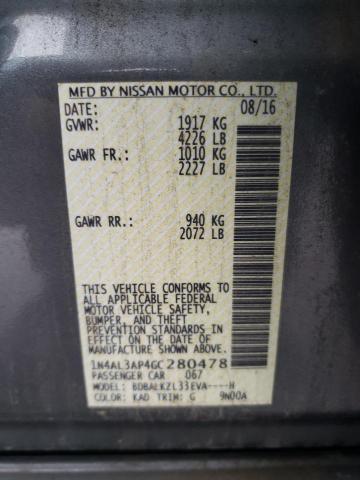 MFD BY NISSAN MOTOR CO., LTD.
DATE: 08/16
GVWR: 1917 KG
4226 LB
GAWR FR.: 1010 KG
2227 LB
GAWR RR.: 940 KG
2072 LB
THIS VEHICLE CONFORMS TO
ALL APPLICABLE FEDERAL
MOTOR VEHICLE SAFETY,
BUMPER, AND THEFT
PREVENTION STANDARDS IN
EFFECT ON THE DATE OF
MANUFACTURE SHOWN ABOVE.
1N4AL3AP4GC280478
PASSENGER CAR 067
MODEL: BDBALKZL33EVA----H
COLOR: KAD TRIM: G 9N00A